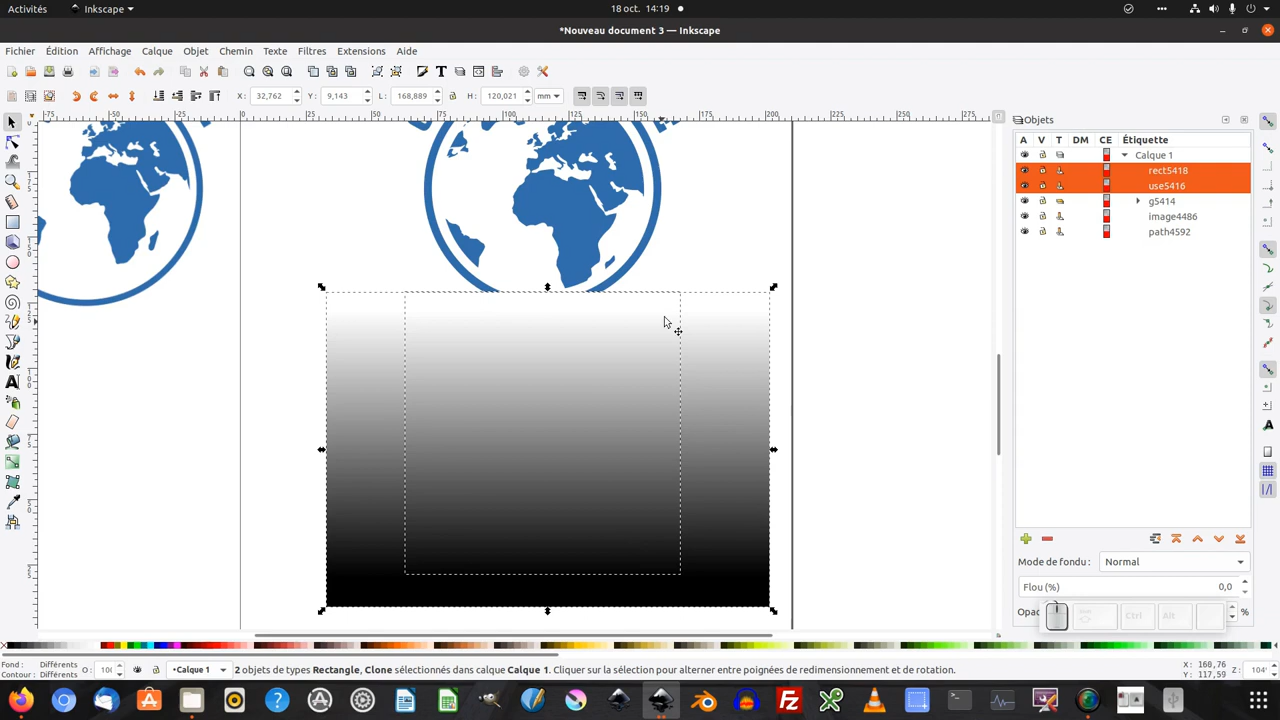 Activités
Inkscape
18 oct. 14:19
*Nouveau document 3 — Inkscape
Fichier Édition Affichage Calque Objet Chemin Texte Filtres Extensions Aide
X: 32,762 Y: 9,143 L: 168,889 H: 120,021 mm
Objets
A V T DM CE Étiquette
Calque 1
rect5418
use5416
g5414
image4486
path4592
Mode de fondu : Normal
Flou (%) 0,0
Opac %
Ctrl Alt
Fond : Différents
Contour : Différents
O : 100
•Calque 1
2 objets de types Rectangle, Clone sélectionnés dans calque Calque 1. Cliquer sur la sélection pour alterner entre poignées de redimensionnement et de rotation.
X: 160,76
Y: 117,59
Z: 104